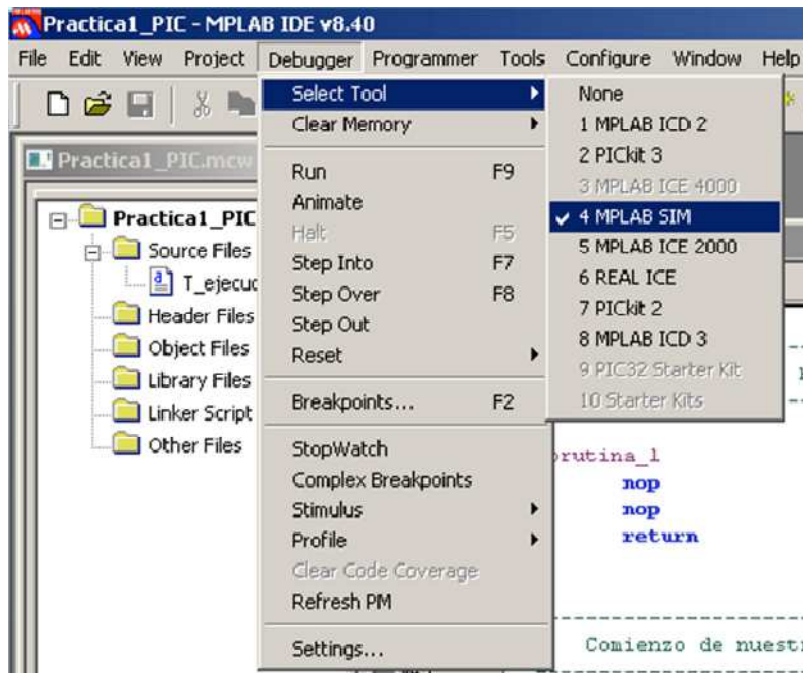 Practica1_PIC - MPLAB IDE v8.40
File Edit View Project Debugger Programmer Tools Configure Window Help
Practica1_PIC.mcw
Practica1_PIC
Source Files
T_ejecuc
Header Files
Object Files
Library Files
Linker Script
Other Files
Select Tool
Clear Memory
Run F9
Animate
Halt F5
Step Into F7
Step Over F8
Step Out
Reset
Breakpoints... F2
StopWatch
Complex Breakpoints
Stimulus
Profile
Clear Code Coverage
Refresh PM
Settings...
None
1 MPLAB ICD 2
2 PICkit 3
3 MPLAB ICE 4000
4 MPLAB SIM
5 MPLAB ICE 2000
6 REAL ICE
7 PICkit 2
8 MPLAB ICD 3
9 PIC32 Starter Kit
10 Starter Kits
rutina_1
nop
nop
return
Comienzo de nuest